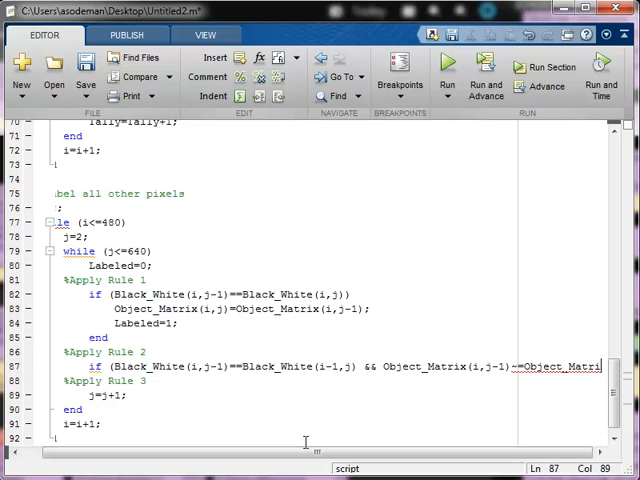 C:\Users\asodeman\Desktop\Untitled2.m*
EDITOR PUBLISH VIEW
New Open Save Find Files Compare Print
FILE
Insert fx
Comment %
Indent
EDIT
Go To
Find
NAVIGATE
Breakpoints
BREAKPOINTS
Run Run and Advance Run Section Advance Run and Time
RUN
70 Tally=Tally+1;
71 end
72 i=i+1;
73
74
75 bel all other pixels
76 ;
77 le (i<=480)
78 j=2;
79 while (j<=640)
80 Labeled=0;
81 %Apply Rule 1
82 if (Black_White(i,j-1)==Black_White(i,j))
83 Object_Matrix(i,j)=Object_Matrix(i,j-1);
84 Labeled=1;
85 end
86 %Apply Rule 2
87 if (Black_White(i,j-1)==Black_White(i-1,j) && Object_Matrix(i,j-1)~=Object_Matri
88 %Apply Rule 3
89 j=j+1;
90 end
91 i=i+1;
92
script Ln 87 Col 89